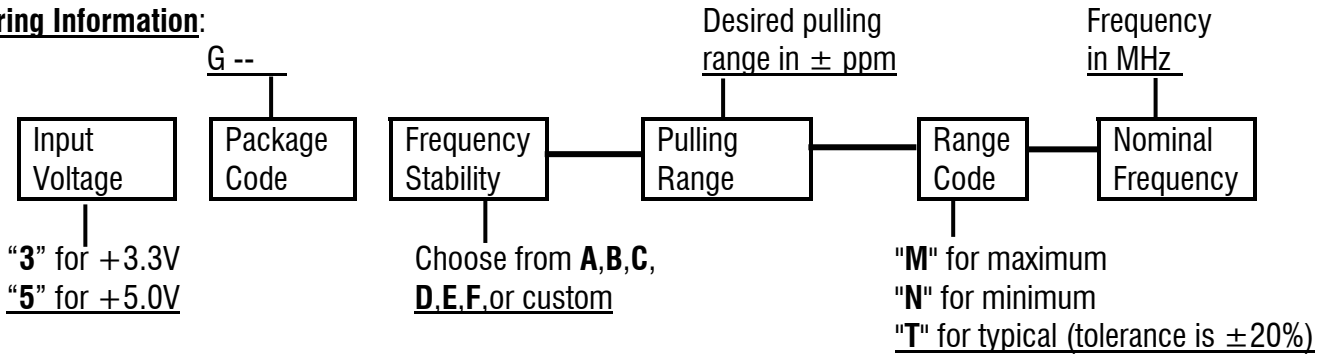 ring Information:
G --
Desired pulling
range in ± ppm
Frequency
in MHz
Input
Voltage
Package
Code
Frequency
Stability
Pulling
Range
Range
Code
Nominal
Frequency
“3” for +3.3V
“5” for +5.0V
Choose from A,B,C,
D,E,F,or custom
"M" for maximum
"N" for minimum
"T" for typical (tolerance is ±20%)